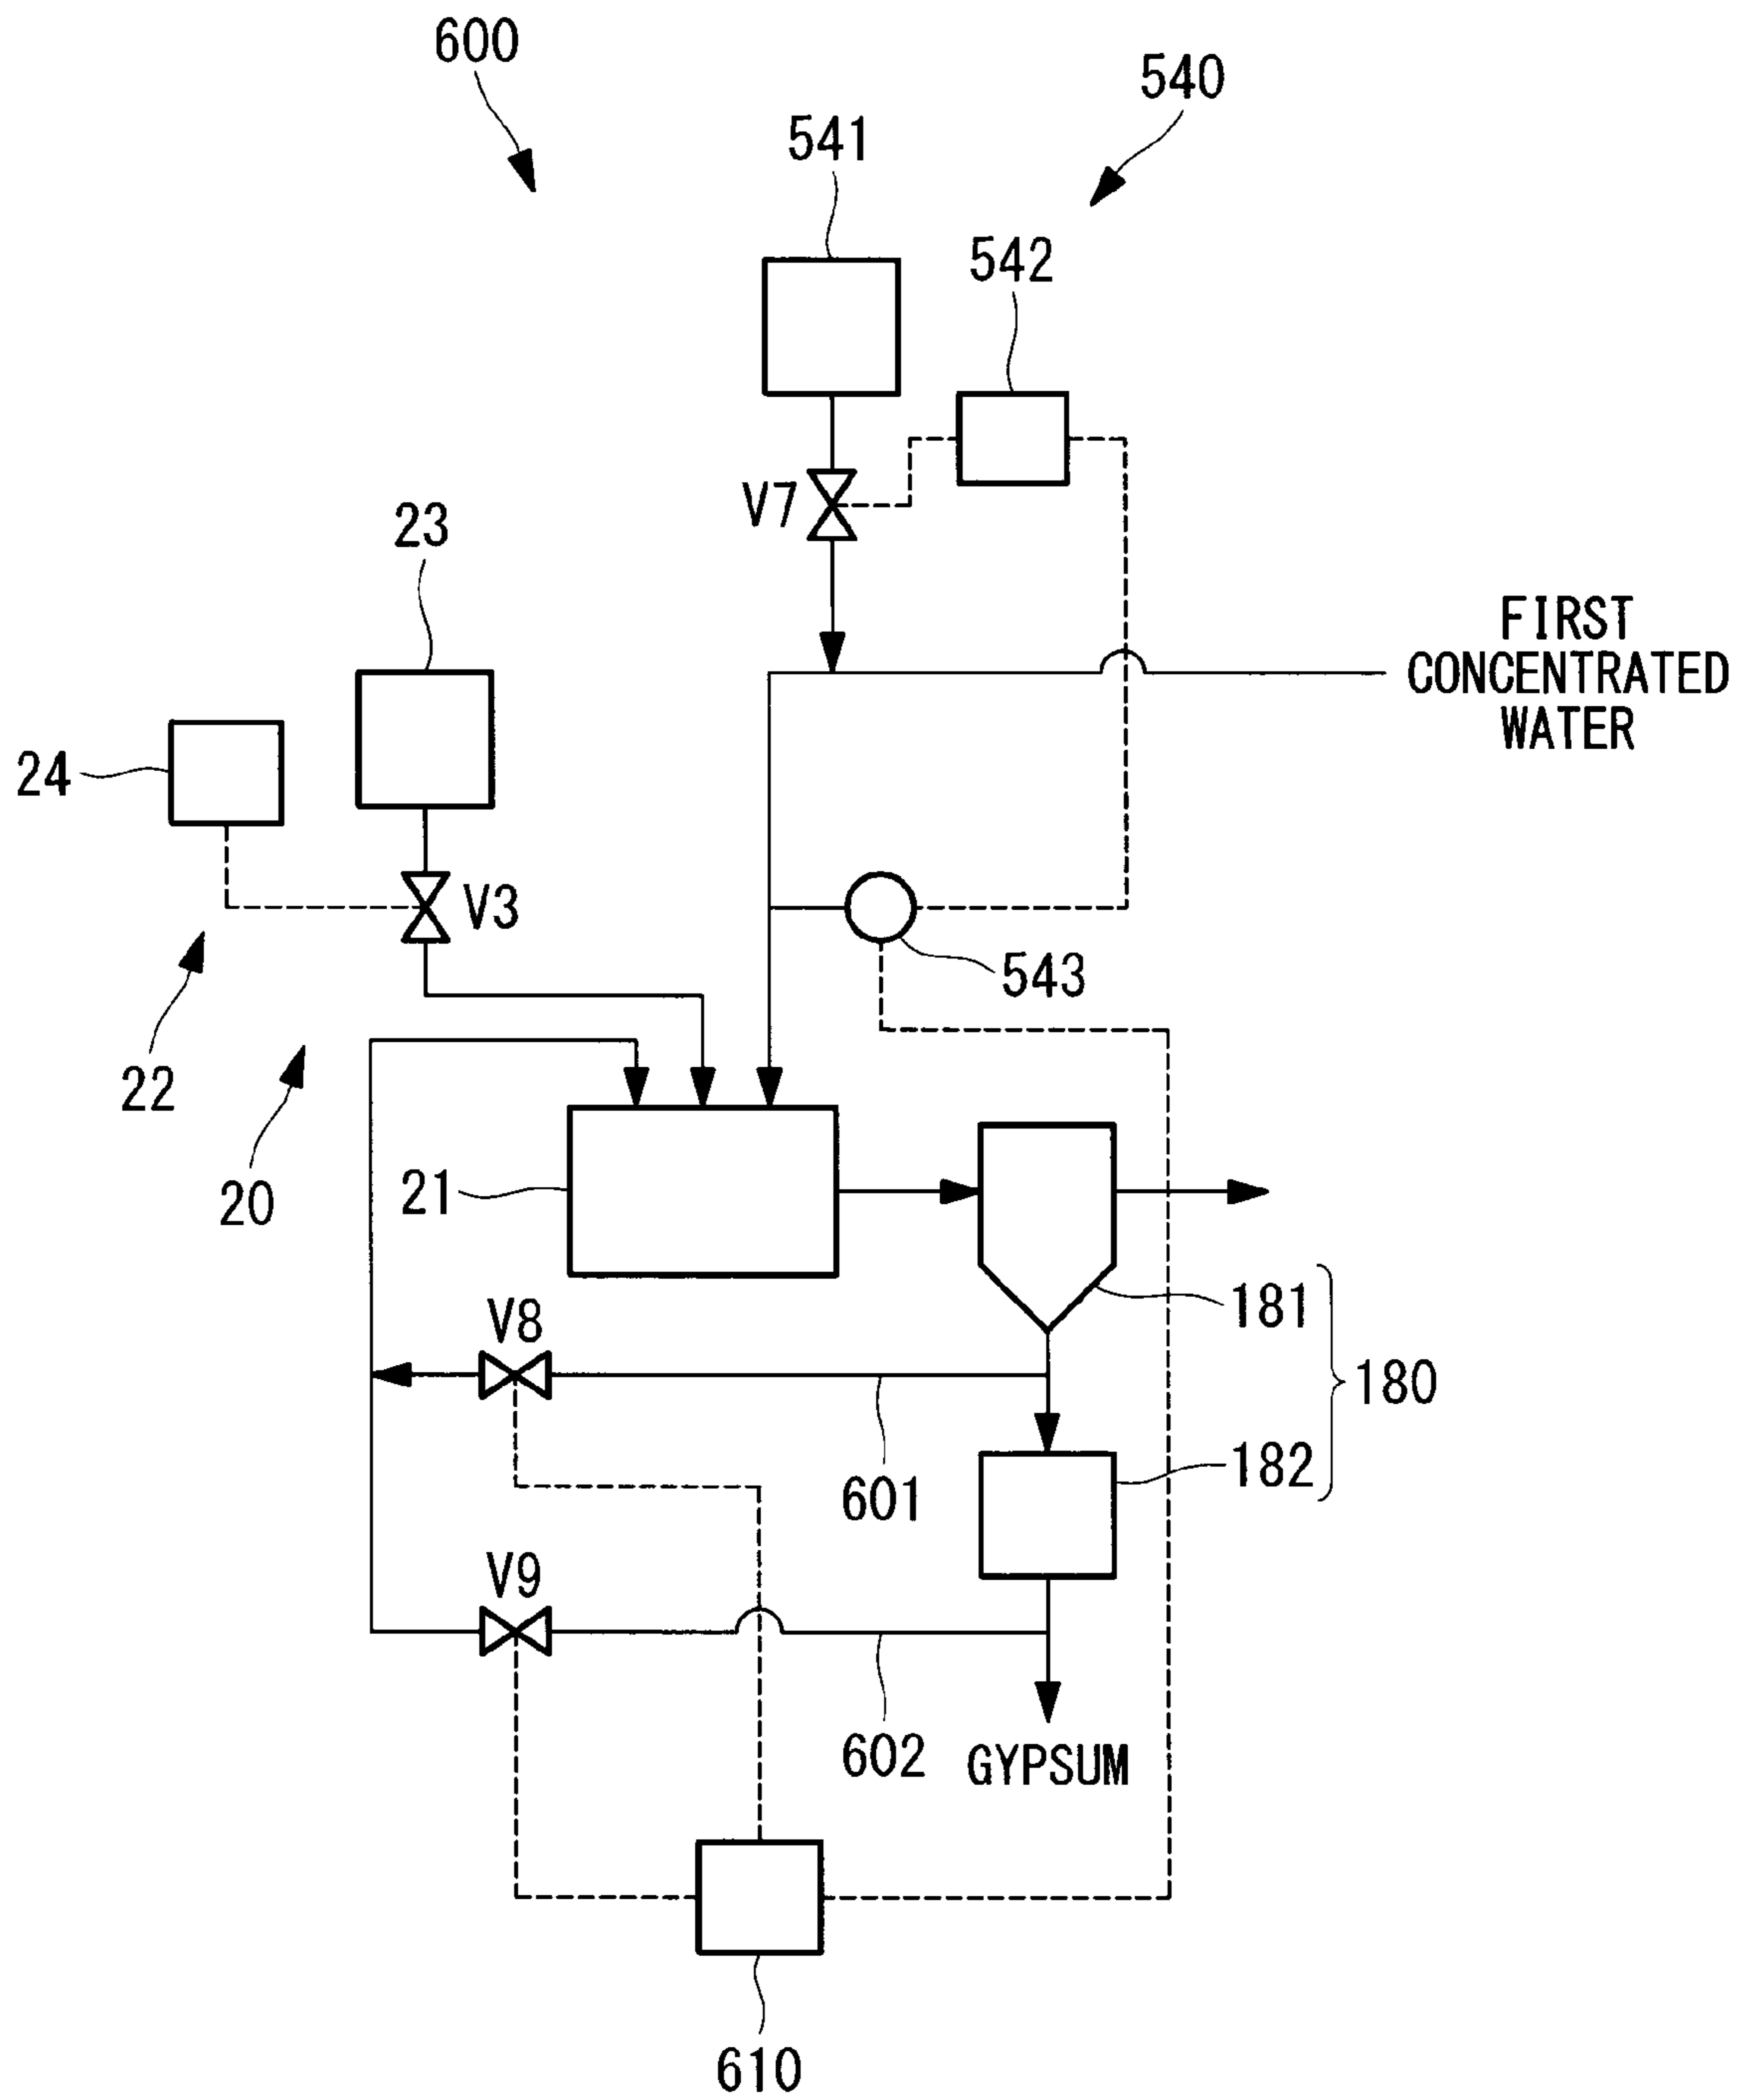 600
540
541
542
V7
23
FIRST
CONCENTRATED
WATER
24
V3
543
22
20
21
181
V8
180
182
601
V9
602
GYPSUM
610